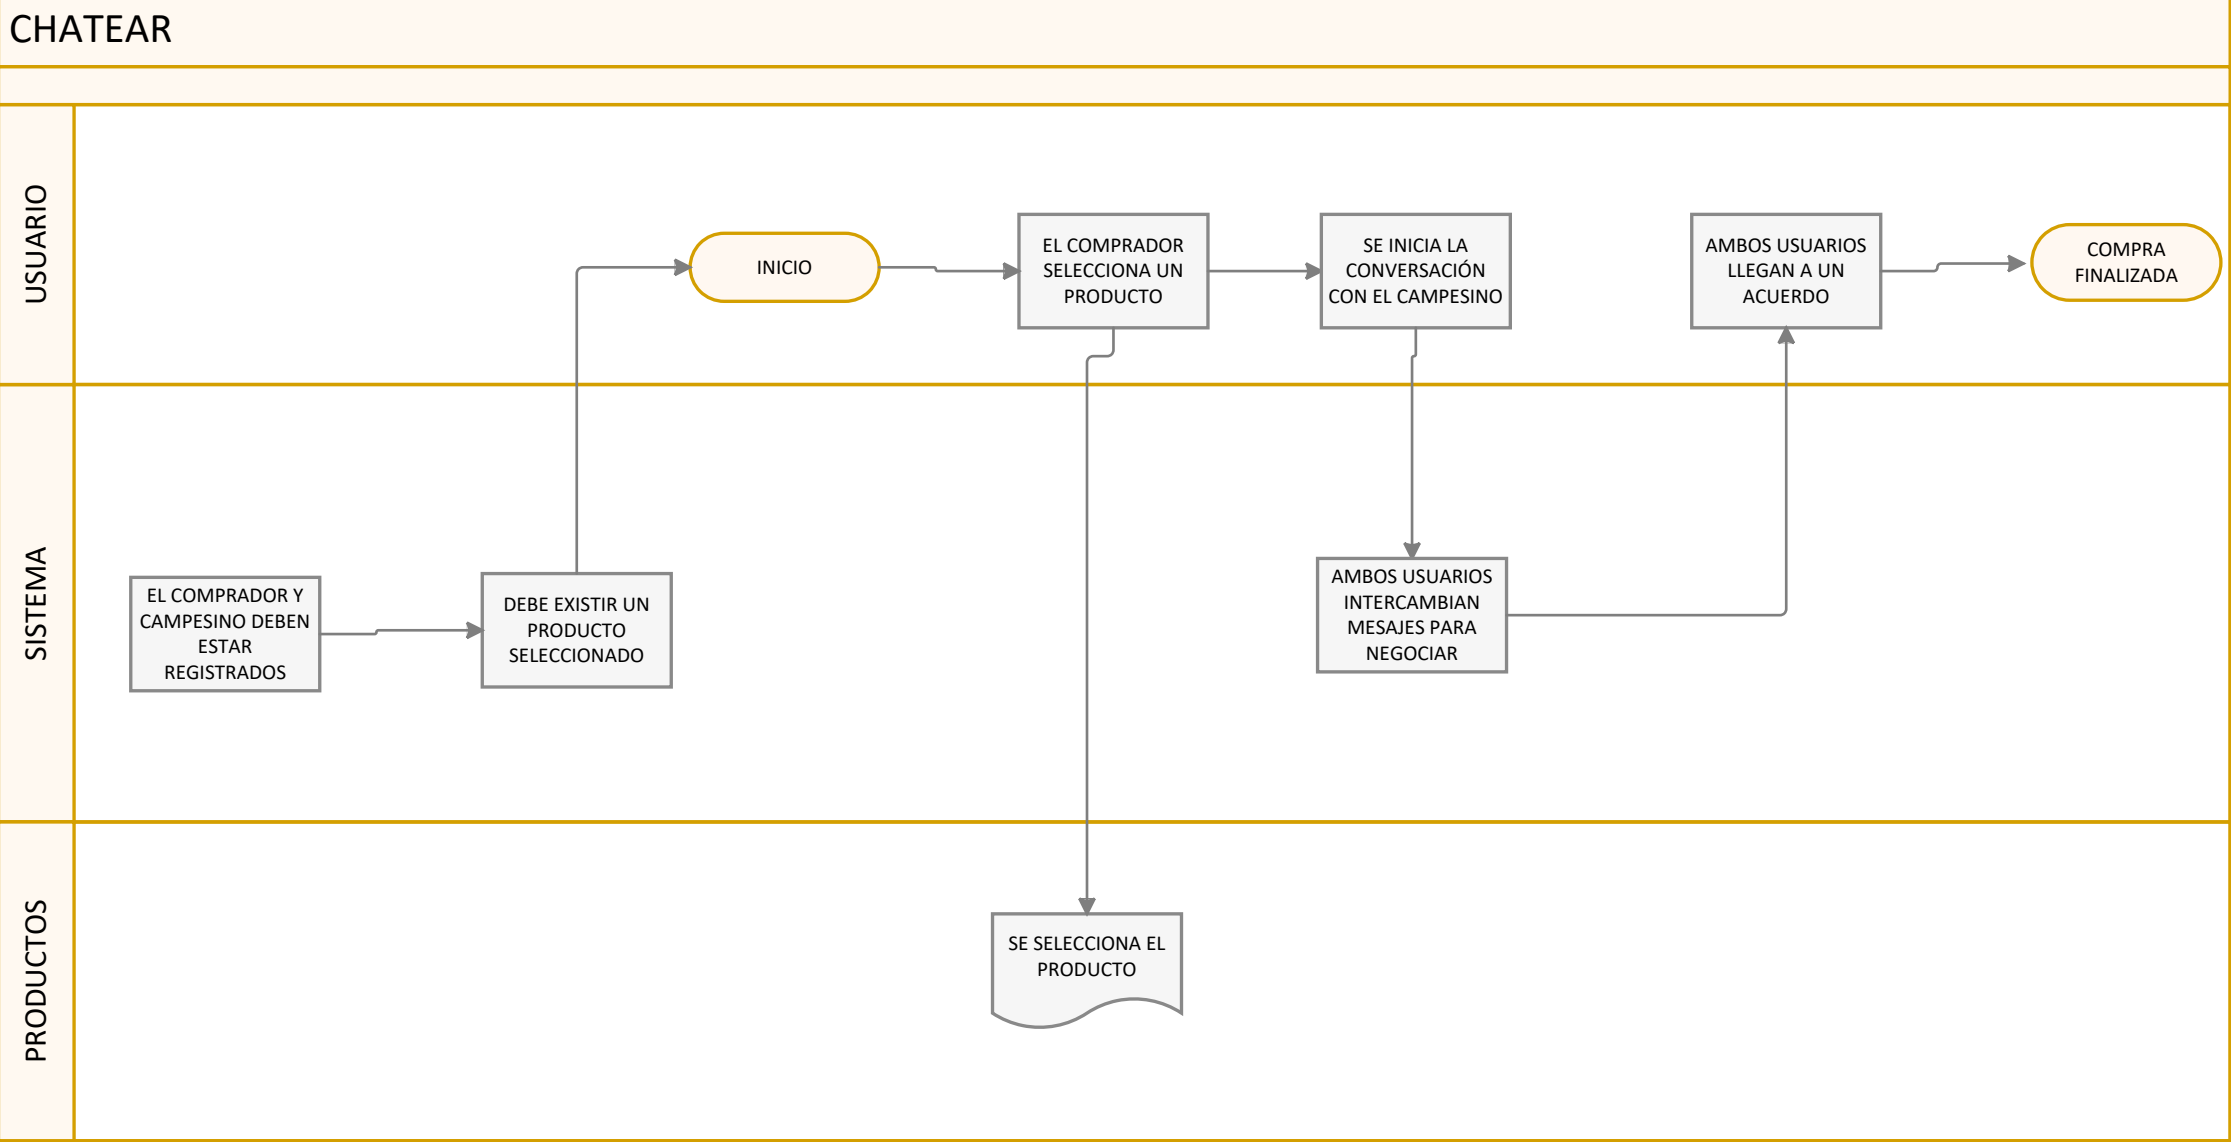 CHATEAR
USUARIO
INICIO
EL COMPRADOR
SELECCIONA UN
PRODUCTO
SE INICIA LA
CONVERSACIÓN
CON EL CAMPESINO
AMBOS USUARIOS
LLEGAN A UN
ACUERDO
COMPRA
FINALIZADA
SISTEMA
EL COMPRADOR Y
CAMPESINO DEBEN
ESTAR
REGISTRADOS
DEBE EXISTIR UN
PRODUCTO
SELECCIONADO
AMBOS USUARIOS
INTERCAMBIAN
MESAJES PARA
NEGOCIAR
PRODUCTOS
SE SELECCIONA EL
PRODUCTO